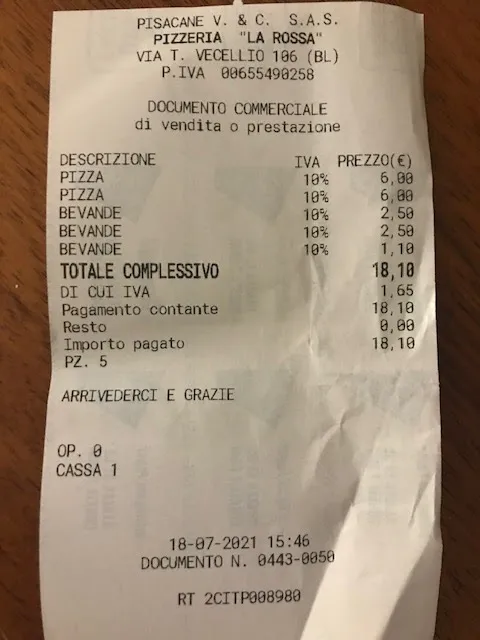 PISACANE V. & C. S.A.S.
PIZZERIA "LA ROSSA"
VIA T. VECELLIO 106 (BL)
P.IVA 00655490258
DOCUMENTO COMMERCIALE
di vendita o prestazione
DESCRIZIONE IVA PREZZO(€)
PIZZA 10% 6,00
PIZZA 10% 6,00
BEVANDE 10% 2,50
BEVANDE 10% 2,50
BEVANDE 10% 1,10
TOTALE COMPLESSIVO 18,10
DI CUI IVA 1,65
Pagamento contante 18,10
Resto 0,00
Importo pagato 18,10
PZ. 5
ARRIVEDERCI E GRAZIE
OP. 0
CASSA 1
18-07-2021 15:46
DOCUMENTO N. 0443-0050
RT 2CITP008980